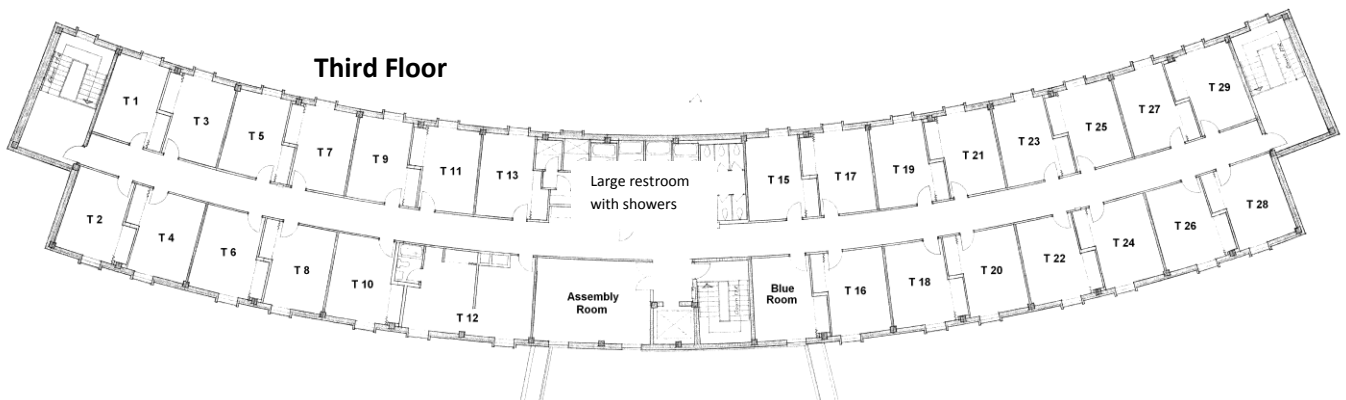 Third Floor
T 1
T 3
T 5
T 7
T 9
T 11
T 13
Large restroom
with showers
T 15
T 17
T 19
T 21
T 23
T 25
T 27
T 29
T 2
T 4
T 6
T 8
T 10
T 12
Assembly
Room
Blue
Room
T 16
T 18
T 20
T 22
T 24
T 26
T 28